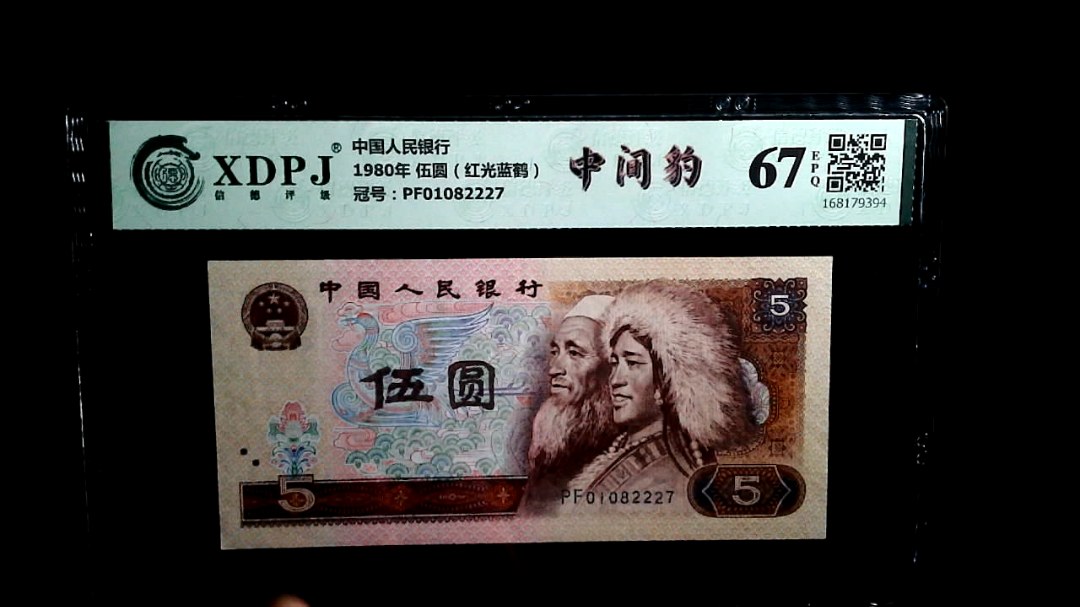 XDPJ®
信德评级
中国人民银行
1980年 伍圆（红光蓝鹤）
冠号：PF01082227
中间豹
67
EPQ
168179394
中国人民银行
5
伍圆
5
PF01082227
5